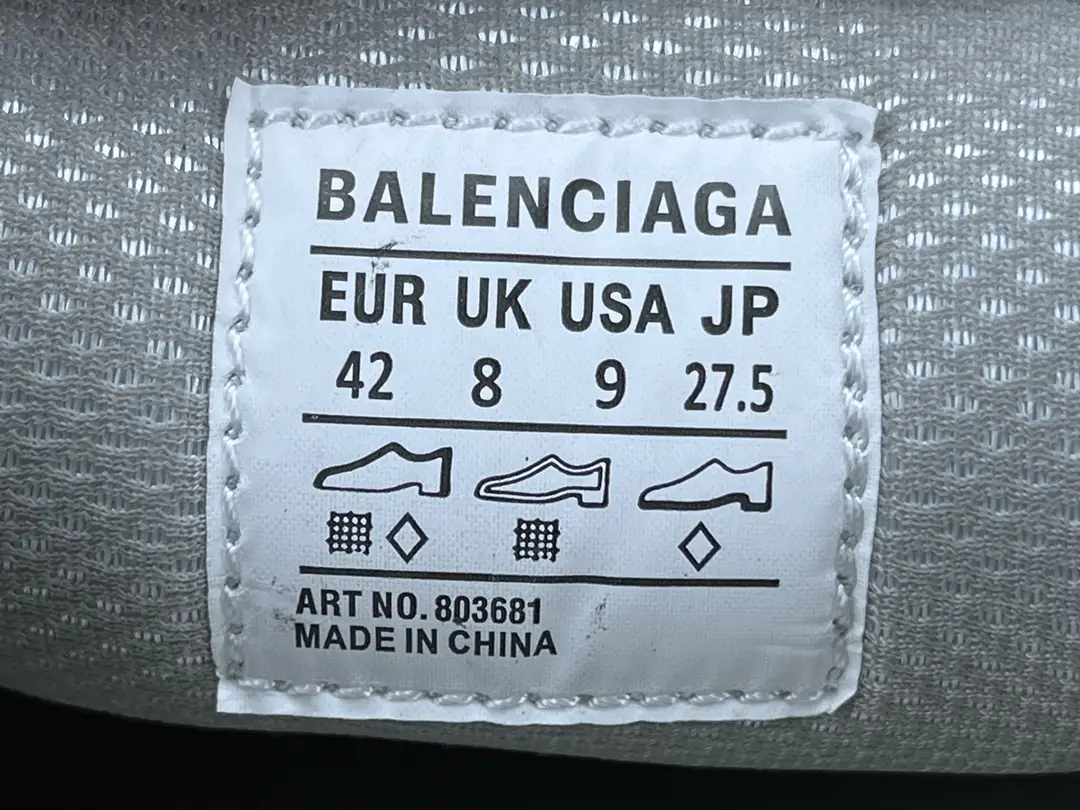 BALENCIAGA
EUR UK USA JP
42 8 9 27.5
ART NO. 803681
MADE IN CHINA